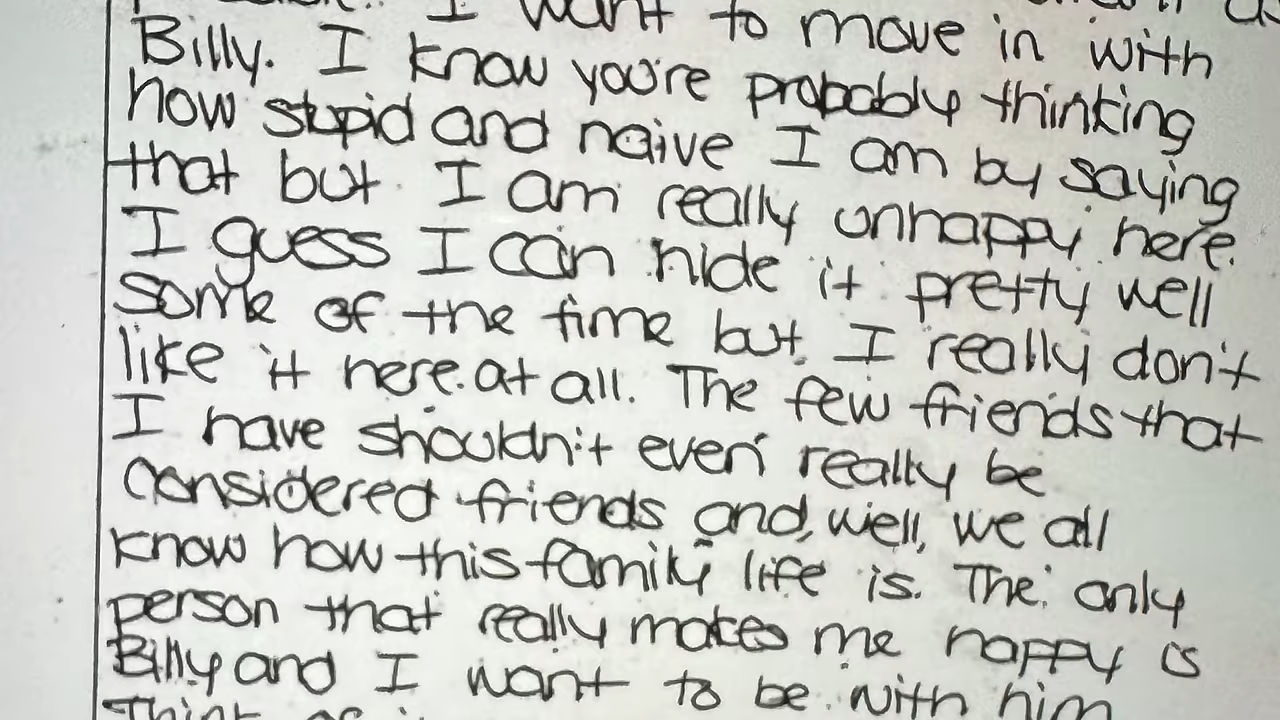 I want to move in with
Billy. I know you're probably thinking
how stupid and naive I am by saying
that but I am really unhappy here.
I guess I can hide it pretty well
some of the time but I really don't
like it here at all. The few friends that
I have shouldn't even really be
considered friends and, well, we all
know how this family life is. The only
person that really makes me happy is
Billy and I want to be with him
Think of